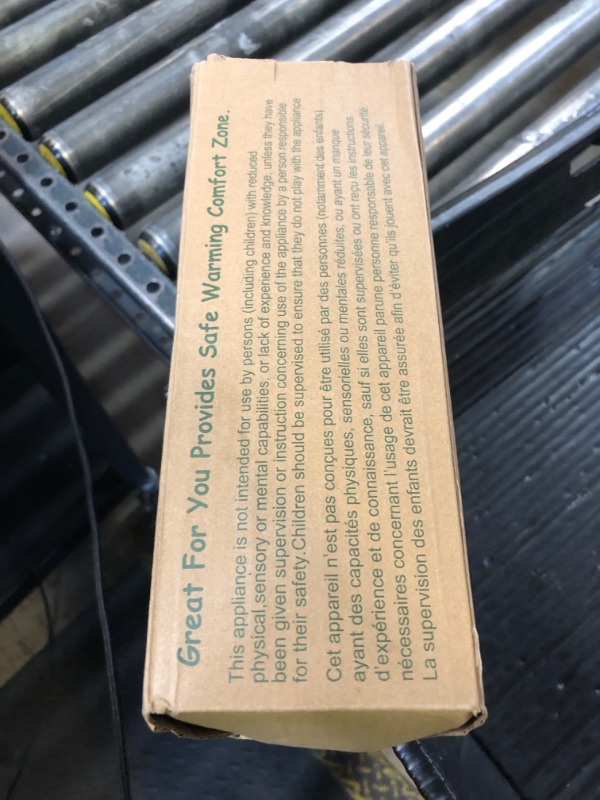 Great For You Provides Safe Warming Comfort Zone.
This appliance is not intended for use by persons (including children) with reduced
physical,sensory or mental capabilities, or lack of experience and knowledge, unless they have
been given supervision or instruction concerning use of the appliance by a person responsible
for their safety.Children should be supervised to ensure that they do not play with the appliance
Cet appareil n'est pas conçues pour être utilisé par des personnes (notamment des enfants)
ayant des capacités physiques, sensorielles ou mentales réduites, ou ayant un manque
d'expérience et de connaissance, sauf si elles sont supervisées ou ont reçu les instructions
nécessaires concernant l'usage de cet appareil parune personne responsable de leur sécurité.
La supervision des enfants devrait être assurée afin d'éviter qu'ils jouent avec cet appareil.